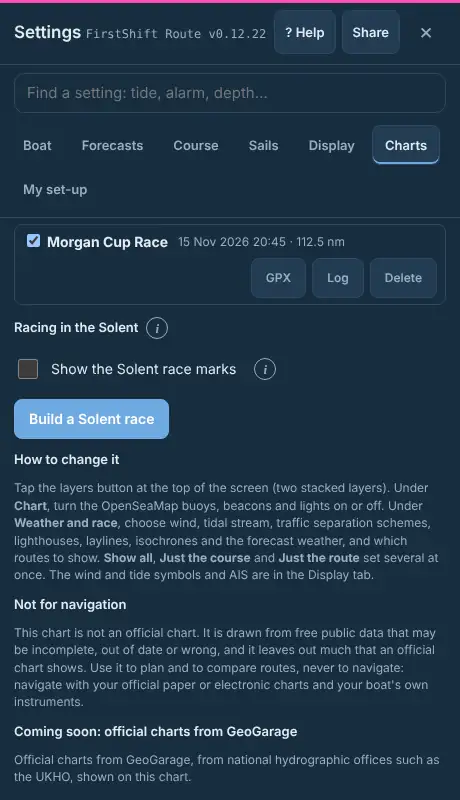 Settings FirstShift Route v0.12.22 ? Help Share ×
Find a setting: tide, alarm, depth...
Boat Forecasts Course Sails Display Charts
My set-up
Morgan Cup Race 15 Nov 2026 20:45 · 112.5 nm
GPX Log Delete
Racing in the Solent i
Show the Solent race marks i
Build a Solent race
How to change it
Tap the layers button at the top of the screen (two stacked layers). Under
Chart, turn the OpenSeaMap buoys, beacons and lights on or off. Under
Weather and race, choose wind, tidal stream, traffic separation schemes,
lighthouses, laylines, isochrones and the forecast weather, and which
routes to show. Show all, Just the course and Just the route set several at
once. The wind and tide symbols and AIS are in the Display tab.
Not for navigation
This chart is not an official chart. It is drawn from free public data that may
be incomplete, out of date or wrong, and it leaves out much that an official
chart shows. Use it to plan and to compare routes, never to navigate:
navigate with your official paper or electronic charts and your boat's own
instruments.
Coming soon: official charts from GeoGarage
Official charts from GeoGarage, from national hydrographic offices such as
the UKHO, shown on this chart.